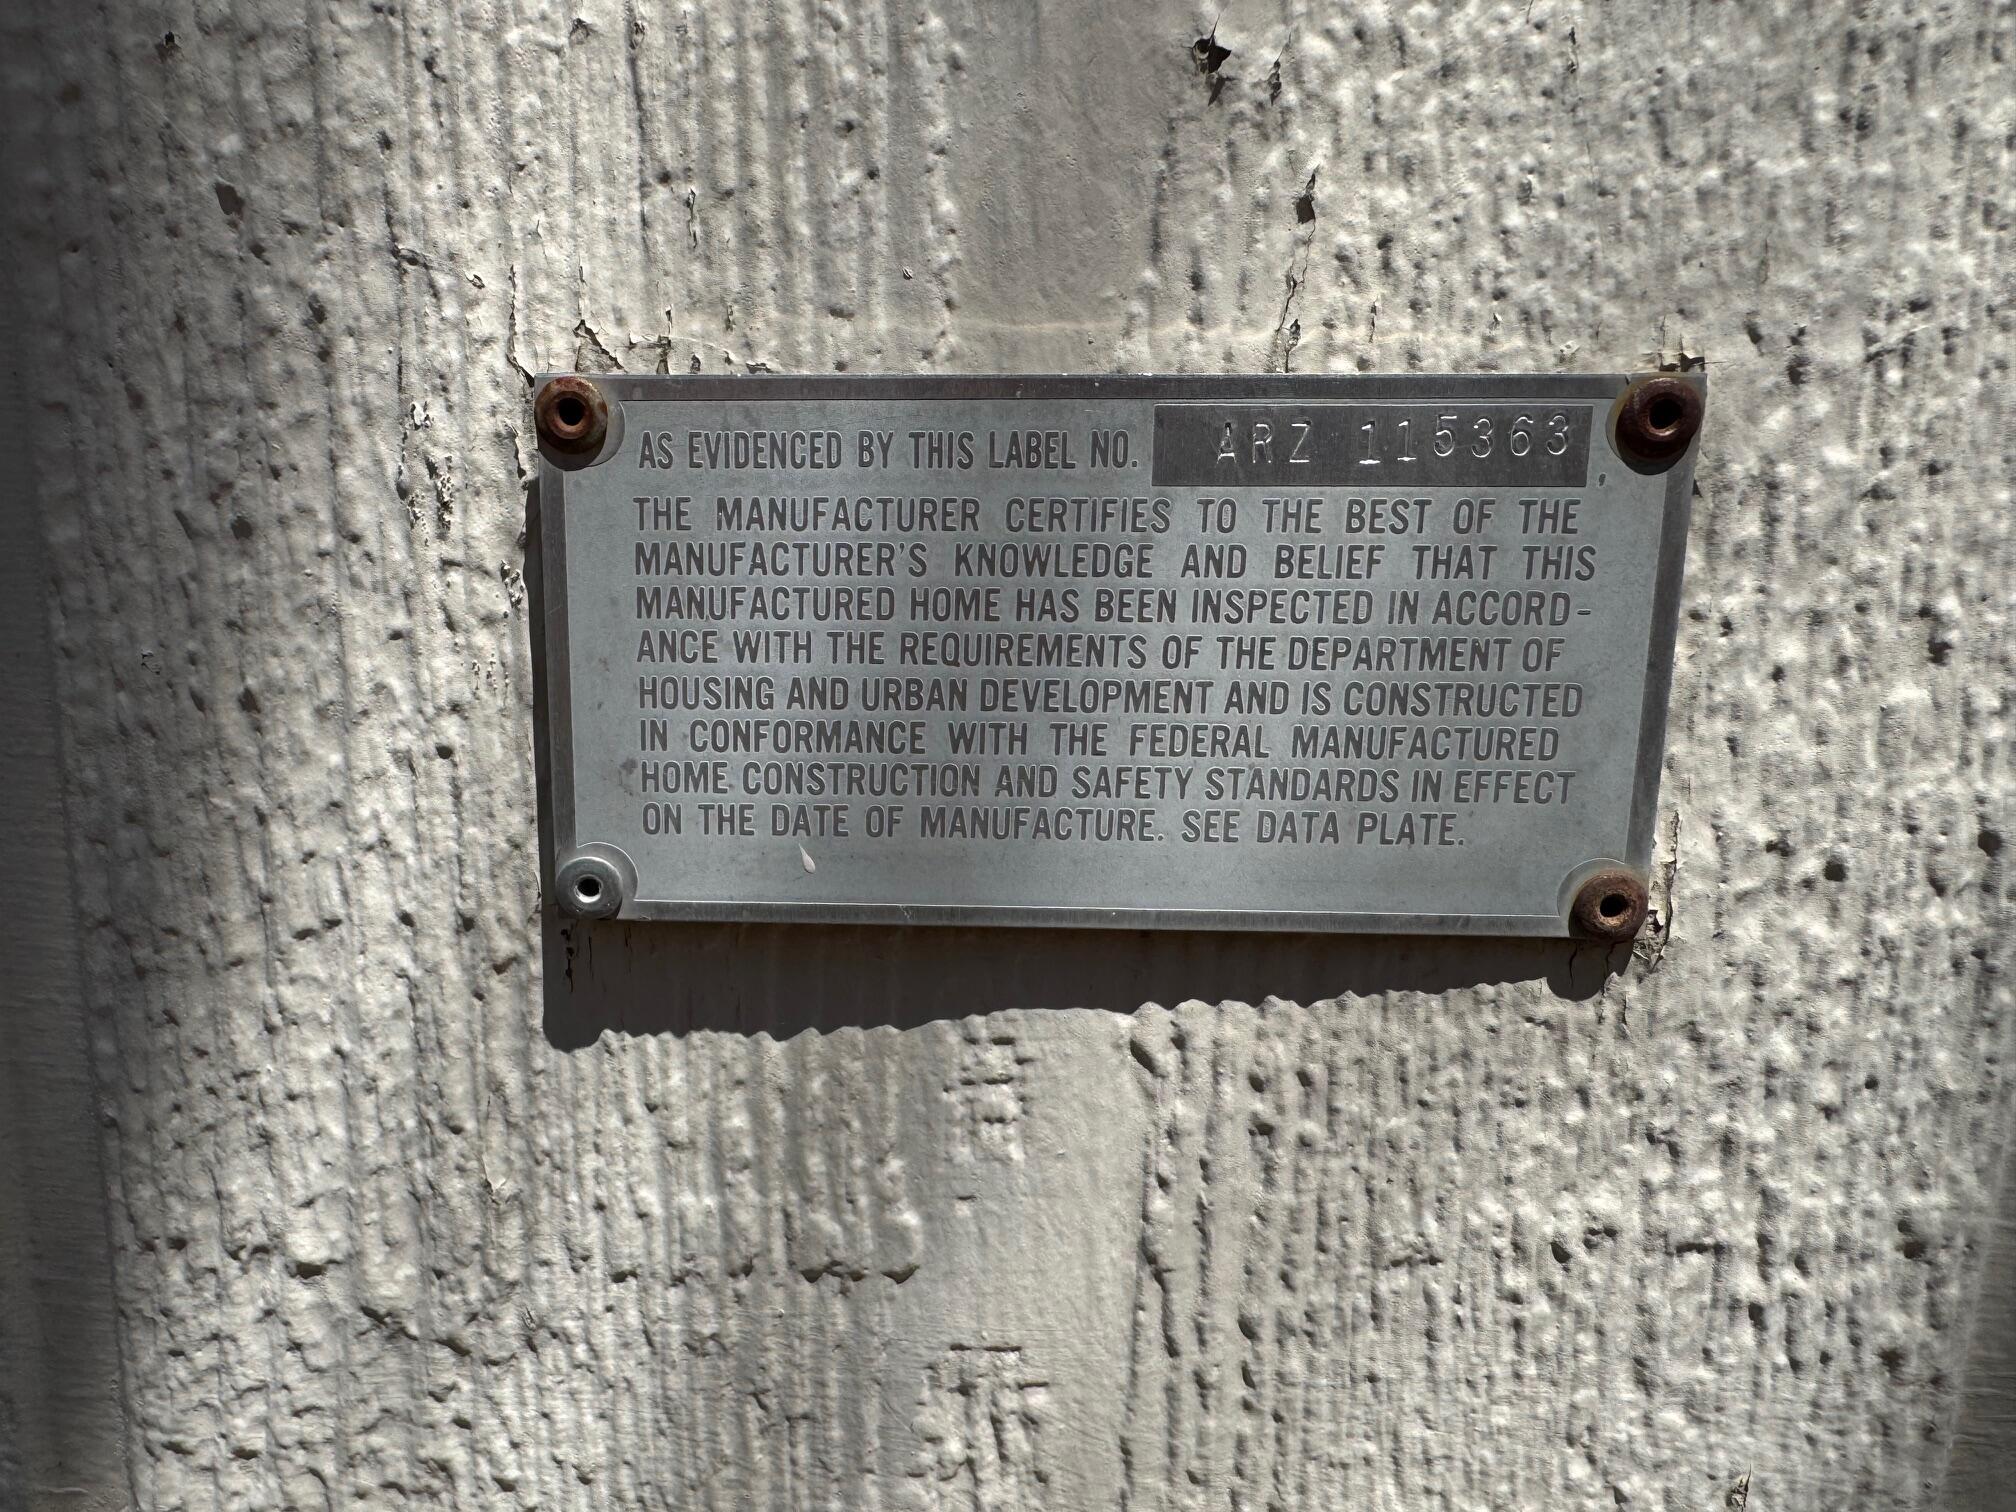 AS EVIDENCED BY THIS LABEL NO. ARZ 115363,
THE MANUFACTURER CERTIFIES TO THE BEST OF THE
MANUFACTURER'S KNOWLEDGE AND BELIEF THAT THIS
MANUFACTURED HOME HAS BEEN INSPECTED IN ACCORD-
ANCE WITH THE REQUIREMENTS OF THE DEPARTMENT OF
HOUSING AND URBAN DEVELOPMENT AND IS CONSTRUCTED
IN CONFORMANCE WITH THE FEDERAL MANUFACTURED
HOME CONSTRUCTION AND SAFETY STANDARDS IN EFFECT
ON THE DATE OF MANUFACTURE. SEE DATA PLATE.